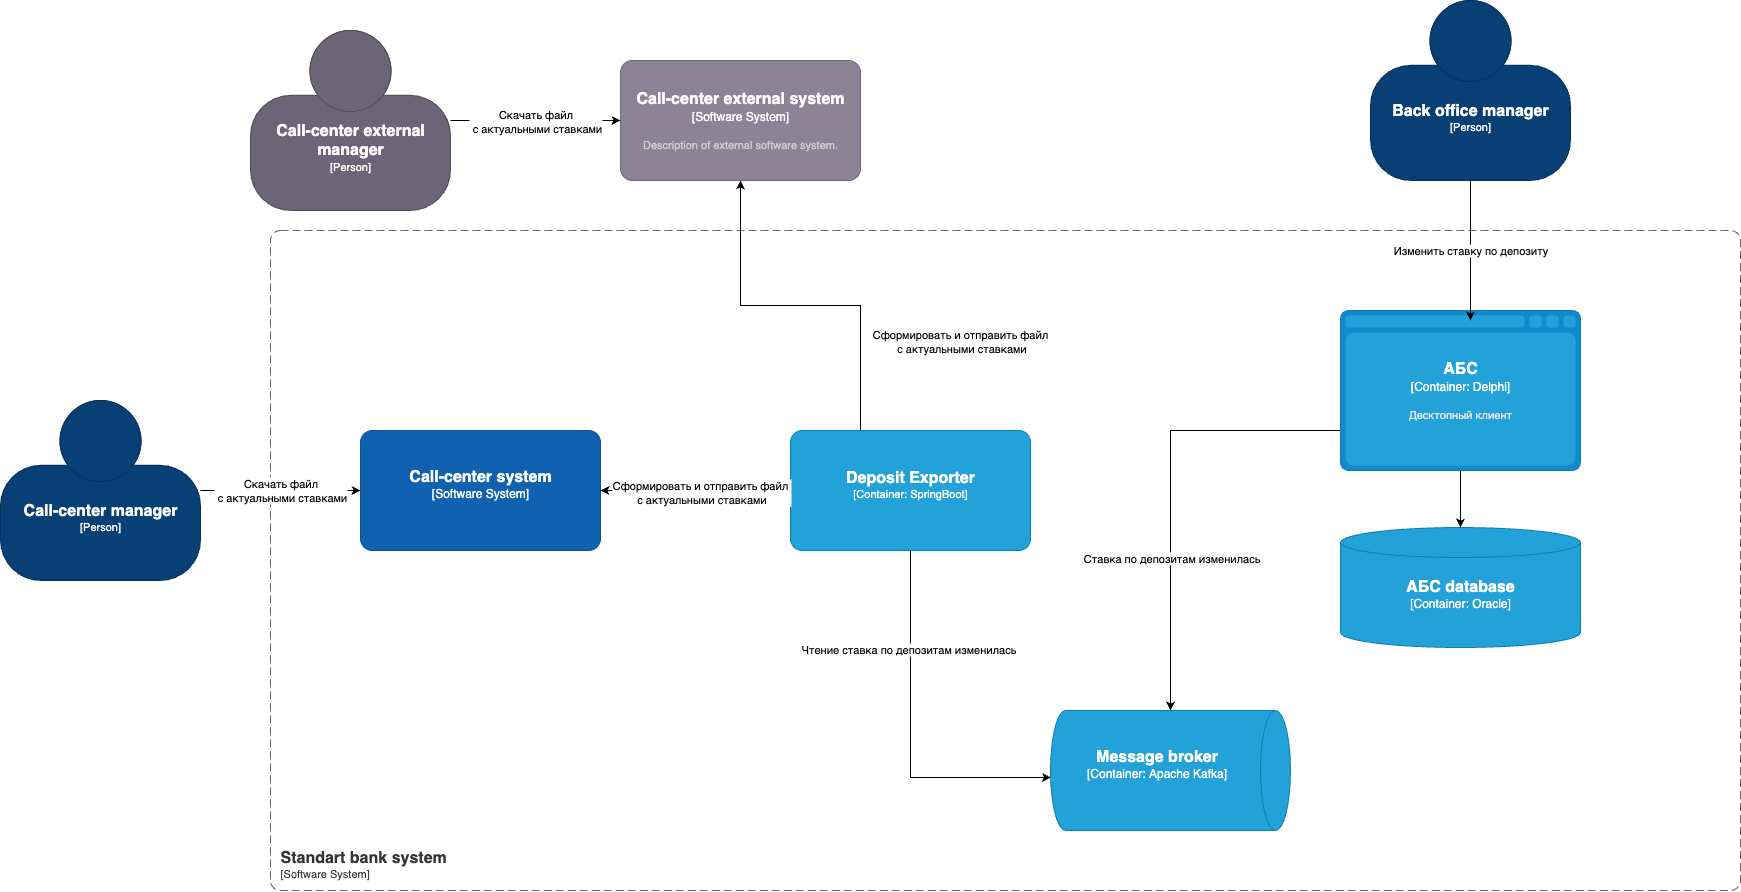 Call-center external
manager
[Person]
Скачать файл
с актуальными ставками
Call-center external system
[Software System]
Description of external software system.
Back office manager
[Person]
Изменить ставку по депозиту
Сформировать и отправить файл
с актуальными ставками
АБС
[Container: Delphi]
Десктопный клиент
Call-center manager
[Person]
Скачать файл
с актуальными ставками
Call-center system
[Software System]
Сформировать и отправить файл
с актуальными ставками
Deposit Exporter
[Container: SpringBoot]
Ставка по депозитам изменилась
АБС database
[Container: Oracle]
Чтение ставка по депозитам изменилась
Message broker
[Container: Apache Kafka]
Standart bank system
[Software System]